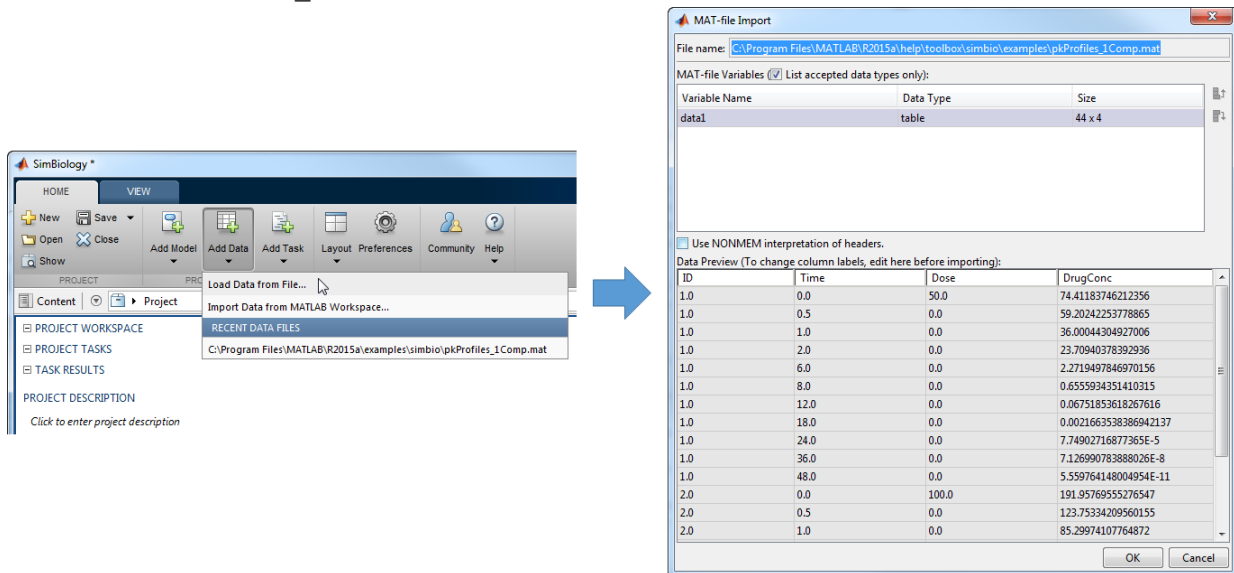 SimBiology *
HOME VIEW
New Save
Open Close
Show
Add Model Add Data Add Task Layout Preferences Community Help
PROJECT PRO
Load Data from File...
Import Data from MATLAB Workspace...
RECENT DATA FILES
C:\Program Files\MATLAB\R2015a\examples\simbio\pkProfiles_1Comp.mat
Content Project
PROJECT WORKSPACE
PROJECT TASKS
TASK RESULTS
PROJECT DESCRIPTION
Click to enter project description
MAT-file Import
File name: C:\Program Files\MATLAB\R2015a\help\toolbox\simbio\examples\pkProfiles_1Comp.mat
MAT-file Variables (List accepted data types only):
Variable Name Data Type Size
data1 table 44 x 4
Use NONMEM interpretation of headers.
Data Preview (To change column labels, edit here before importing):
ID Time Dose DrugConc
1.0 0.0 50.0 74.41183746212356
1.0 0.5 0.0 59.20242253778865
1.0 1.0 0.0 36.00044304927006
1.0 2.0 0.0 23.70940378392936
1.0 6.0 0.0 2.2719497846970156
1.0 8.0 0.0 0.6555934351410315
1.0 12.0 0.0 0.06751853618267616
1.0 18.0 0.0 0.0021663538386942137
1.0 24.0 0.0 7.74902716877365E-5
1.0 36.0 0.0 7.126990783888026E-8
1.0 48.0 0.0 5.559764148004954E-11
2.0 0.0 100.0 191.95769555276547
2.0 0.5 0.0 123.75334209560155
2.0 1.0 0.0 85.29974107764872
OK Cancel